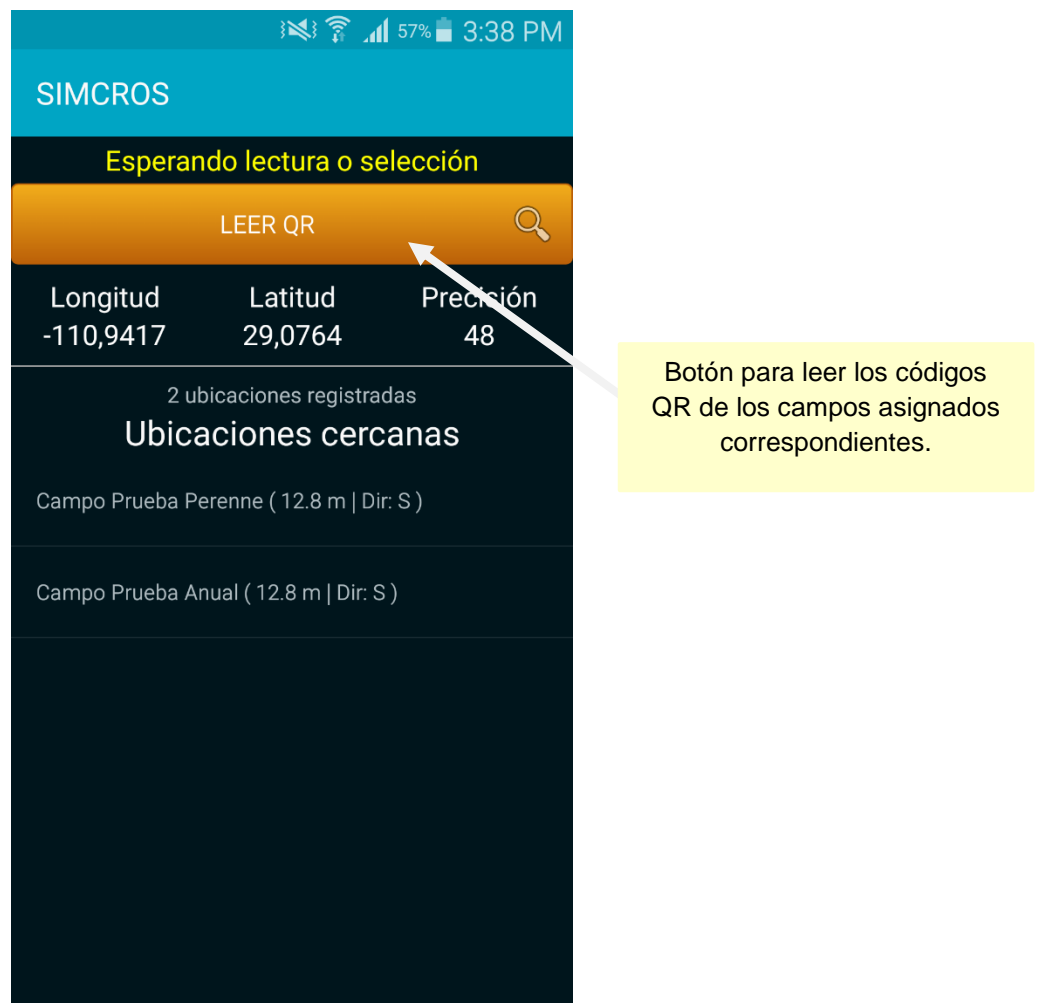 57% 3:38 PM
SIMCROS
Esperando lectura o selección
LEER QR
Longitud Latitud Precisión
-110,9417 29,0764 48
2 ubicaciones registradas
Ubicaciones cercanas
Campo Prueba Perenne ( 12.8 m | Dir: S )
Campo Prueba Anual ( 12.8 m | Dir: S )
Botón para leer los códigos
QR de los campos asignados
correspondientes.